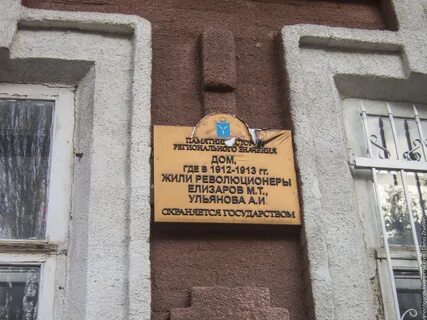 ПАМЯТНИК ИСТОРИИ
РЕГИОНАЛЬНОГО ЗНАЧЕНИЯ
ДОМ,
ГДЕ В 1912-1913 гг.
ЖИЛИ РЕВОЛЮЦИОНЕРЫ
ЕЛИЗАРОВ М.Т.,
УЛЬЯНОВА А.И
ОХРАНЯЕТСЯ ГОСУДАРСТВОМ